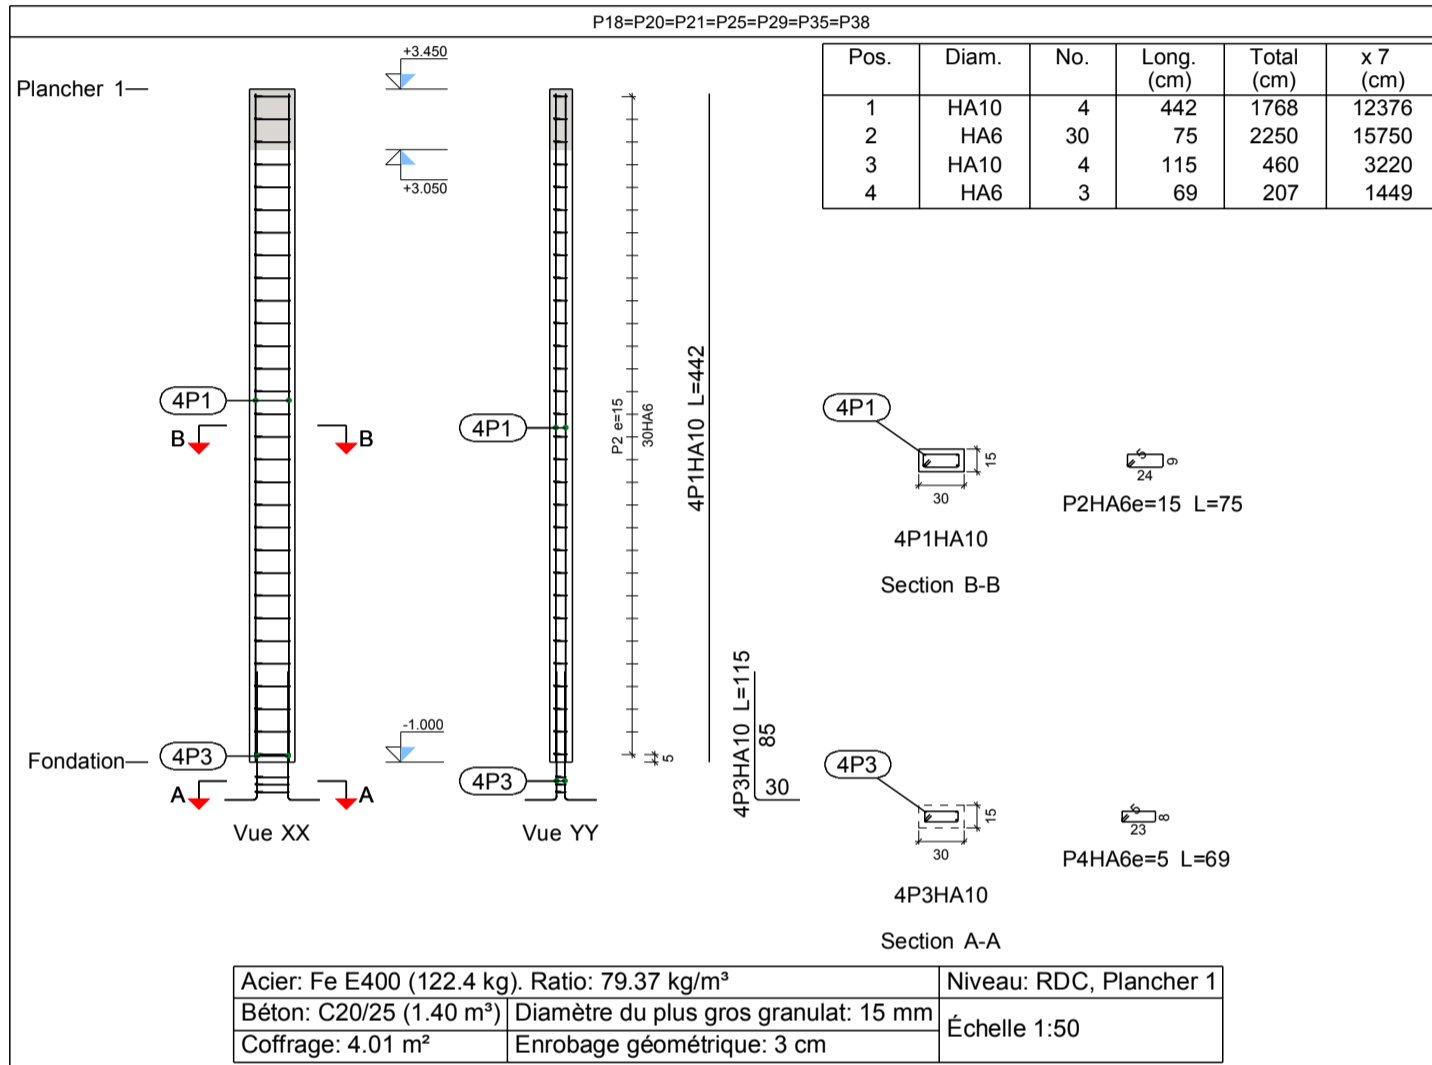 P18=P20=P21=P25=P29=P35=P38
Plancher 1
+3.450
+3.050
Pos. Diam. No. Long. (cm) Total (cm) x 7 (cm)
1 HA10 4 442 1768 12376
2 HA6 30 75 2250 15750
3 HA10 4 115 460 3220
4 HA6 3 69 207 1449
4P1
B B
4P1
P2 e=15
30HA6
4P1HA10 L=442
4P1
15
30
4P1HA10
Section B-B
5
9
24
P2HA6e=15 L=75
Fondation
4P3
-1.000
5
4P3
A A
Vue XX
Vue YY
4P3HA10 L=115
85
30
4P3
15
30
4P3HA10
Section A-A
5
8
23
P4HA6e=5 L=69
Acier: Fe E400 (122.4 kg). Ratio: 79.37 kg/m³
Niveau: RDC, Plancher 1
Béton: C20/25 (1.40 m³)
Diamètre du plus gros granulat: 15 mm
Échelle 1:50
Coffrage: 4.01 m²
Enrobage géométrique: 3 cm